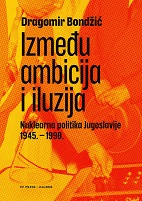 Dragomir Bondžić
Između
ambicija
i iluzija
Nuklearna politika Jugoslavije
1945. – 1990.